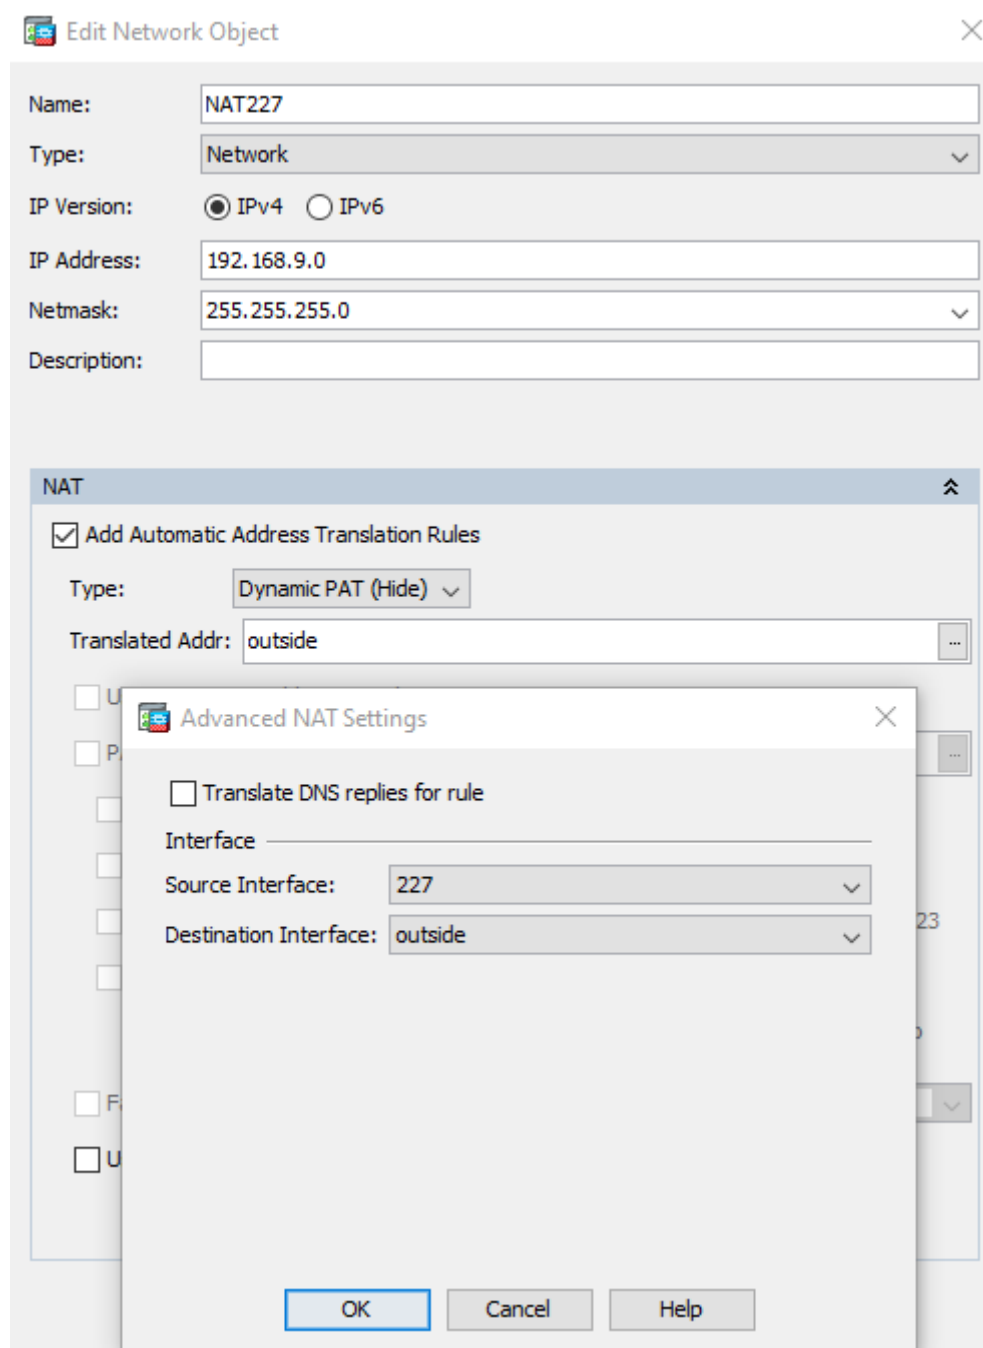 Edit Network Object
Name: NAT227
Type: Network
IP Version: IPv4 IPv6
IP Address: 192.168.9.0
Netmask: 255.255.255.0
Description:
NAT
Add Automatic Address Translation Rules
Type: Dynamic PAT (Hide)
Translated Addr: outside ...
Advanced NAT Settings
...
Translate DNS replies for rule
Interface
Source Interface: 227
23
Destination Interface: outside
OK Cancel Help